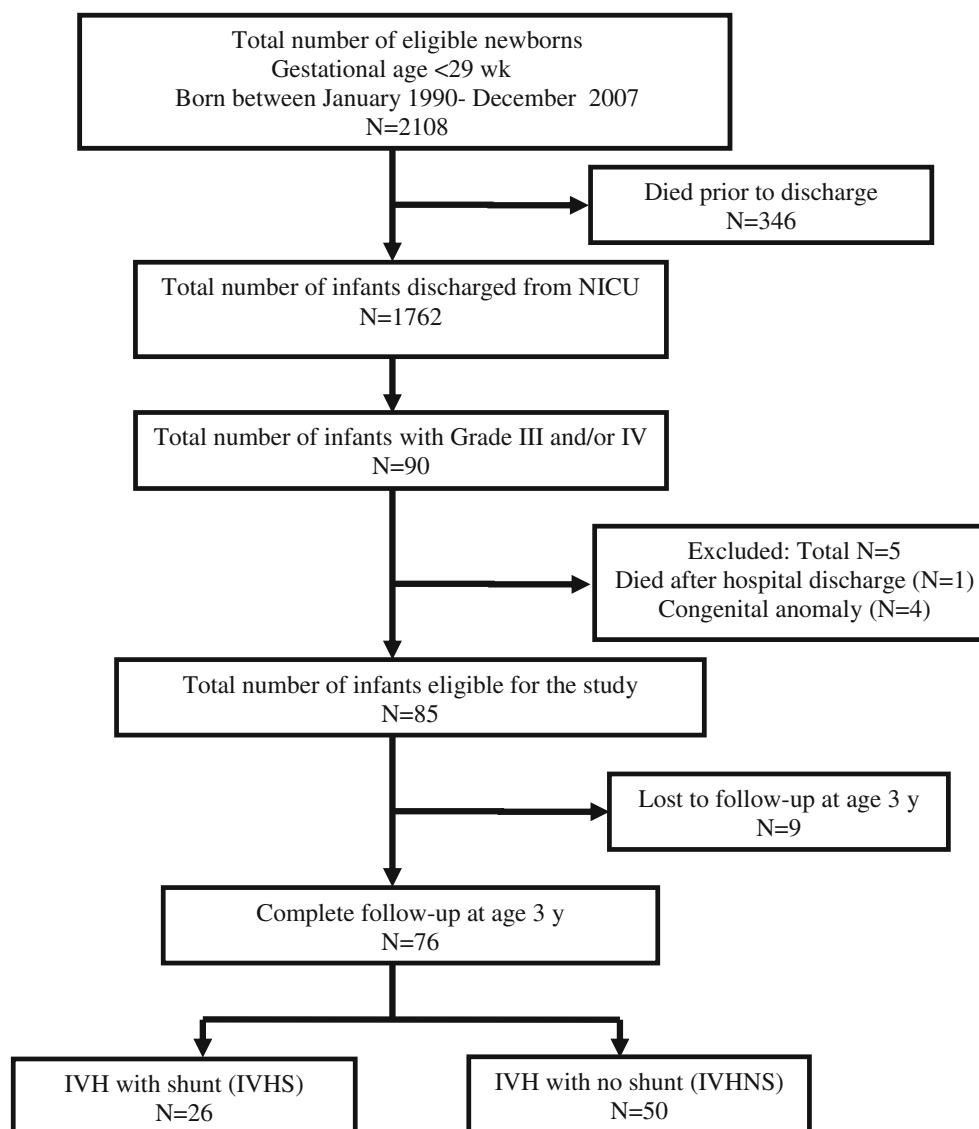 Total number of eligible newborns
Gestational age <29 wk
Born between January 1990- December 2007
N=2108
Died prior to discharge
N=346
Total number of infants discharged from NICU
N=1762
Total number of infants with Grade III and/or IV
N=90
Excluded: Total N=5
Died after hospital discharge (N=1)
Congenital anomaly (N=4)
Total number of infants eligible for the study
N=85
Lost to follow-up at age 3 y
N=9
Complete follow-up at age 3 y
N=76
IVH with shunt (IVHS)
N=26
IVH with no shunt (IVHNS)
N=50